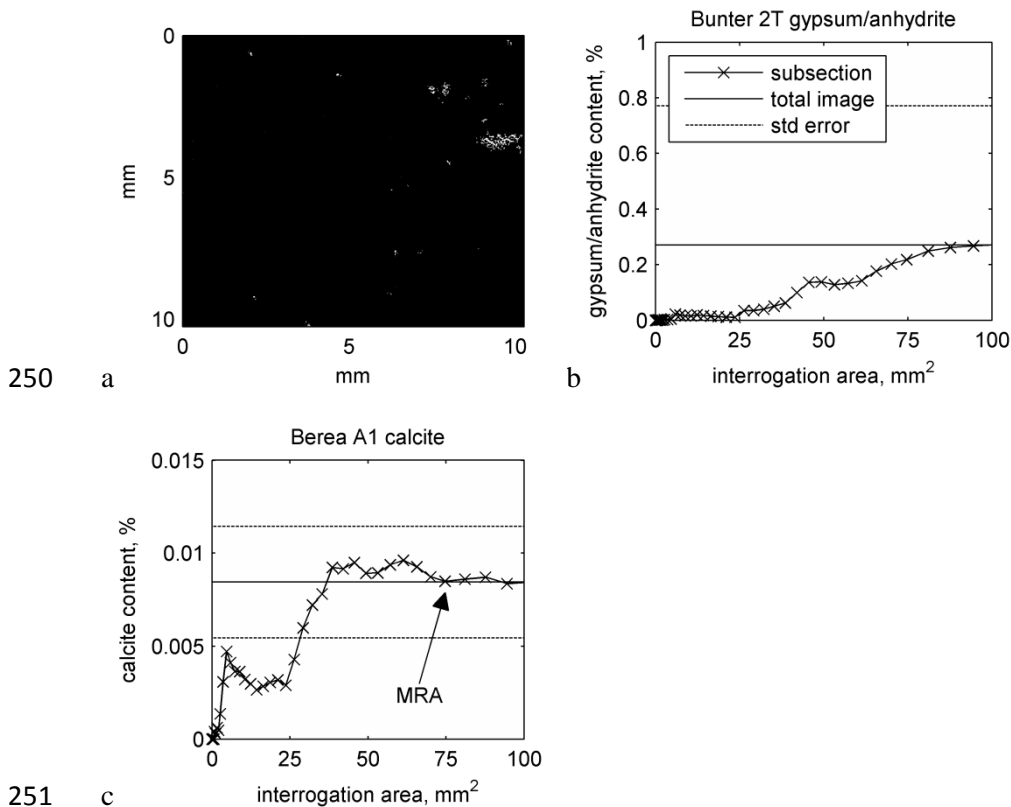 0
5
10
mm
0
5
10
mm
250 a
Bunter 2T gypsum/anhydrite
gypsum/anhydrite content, %
1
0.8
0.6
0.4
0.2
0
subsection
total image
std error
0
25
50
75
100
interrogation area, mm²
b
Berea A1 calcite
calcite content, %
0.015
0.01
0.005
0
MRA
0
25
50
75
100
interrogation area, mm²
251 c